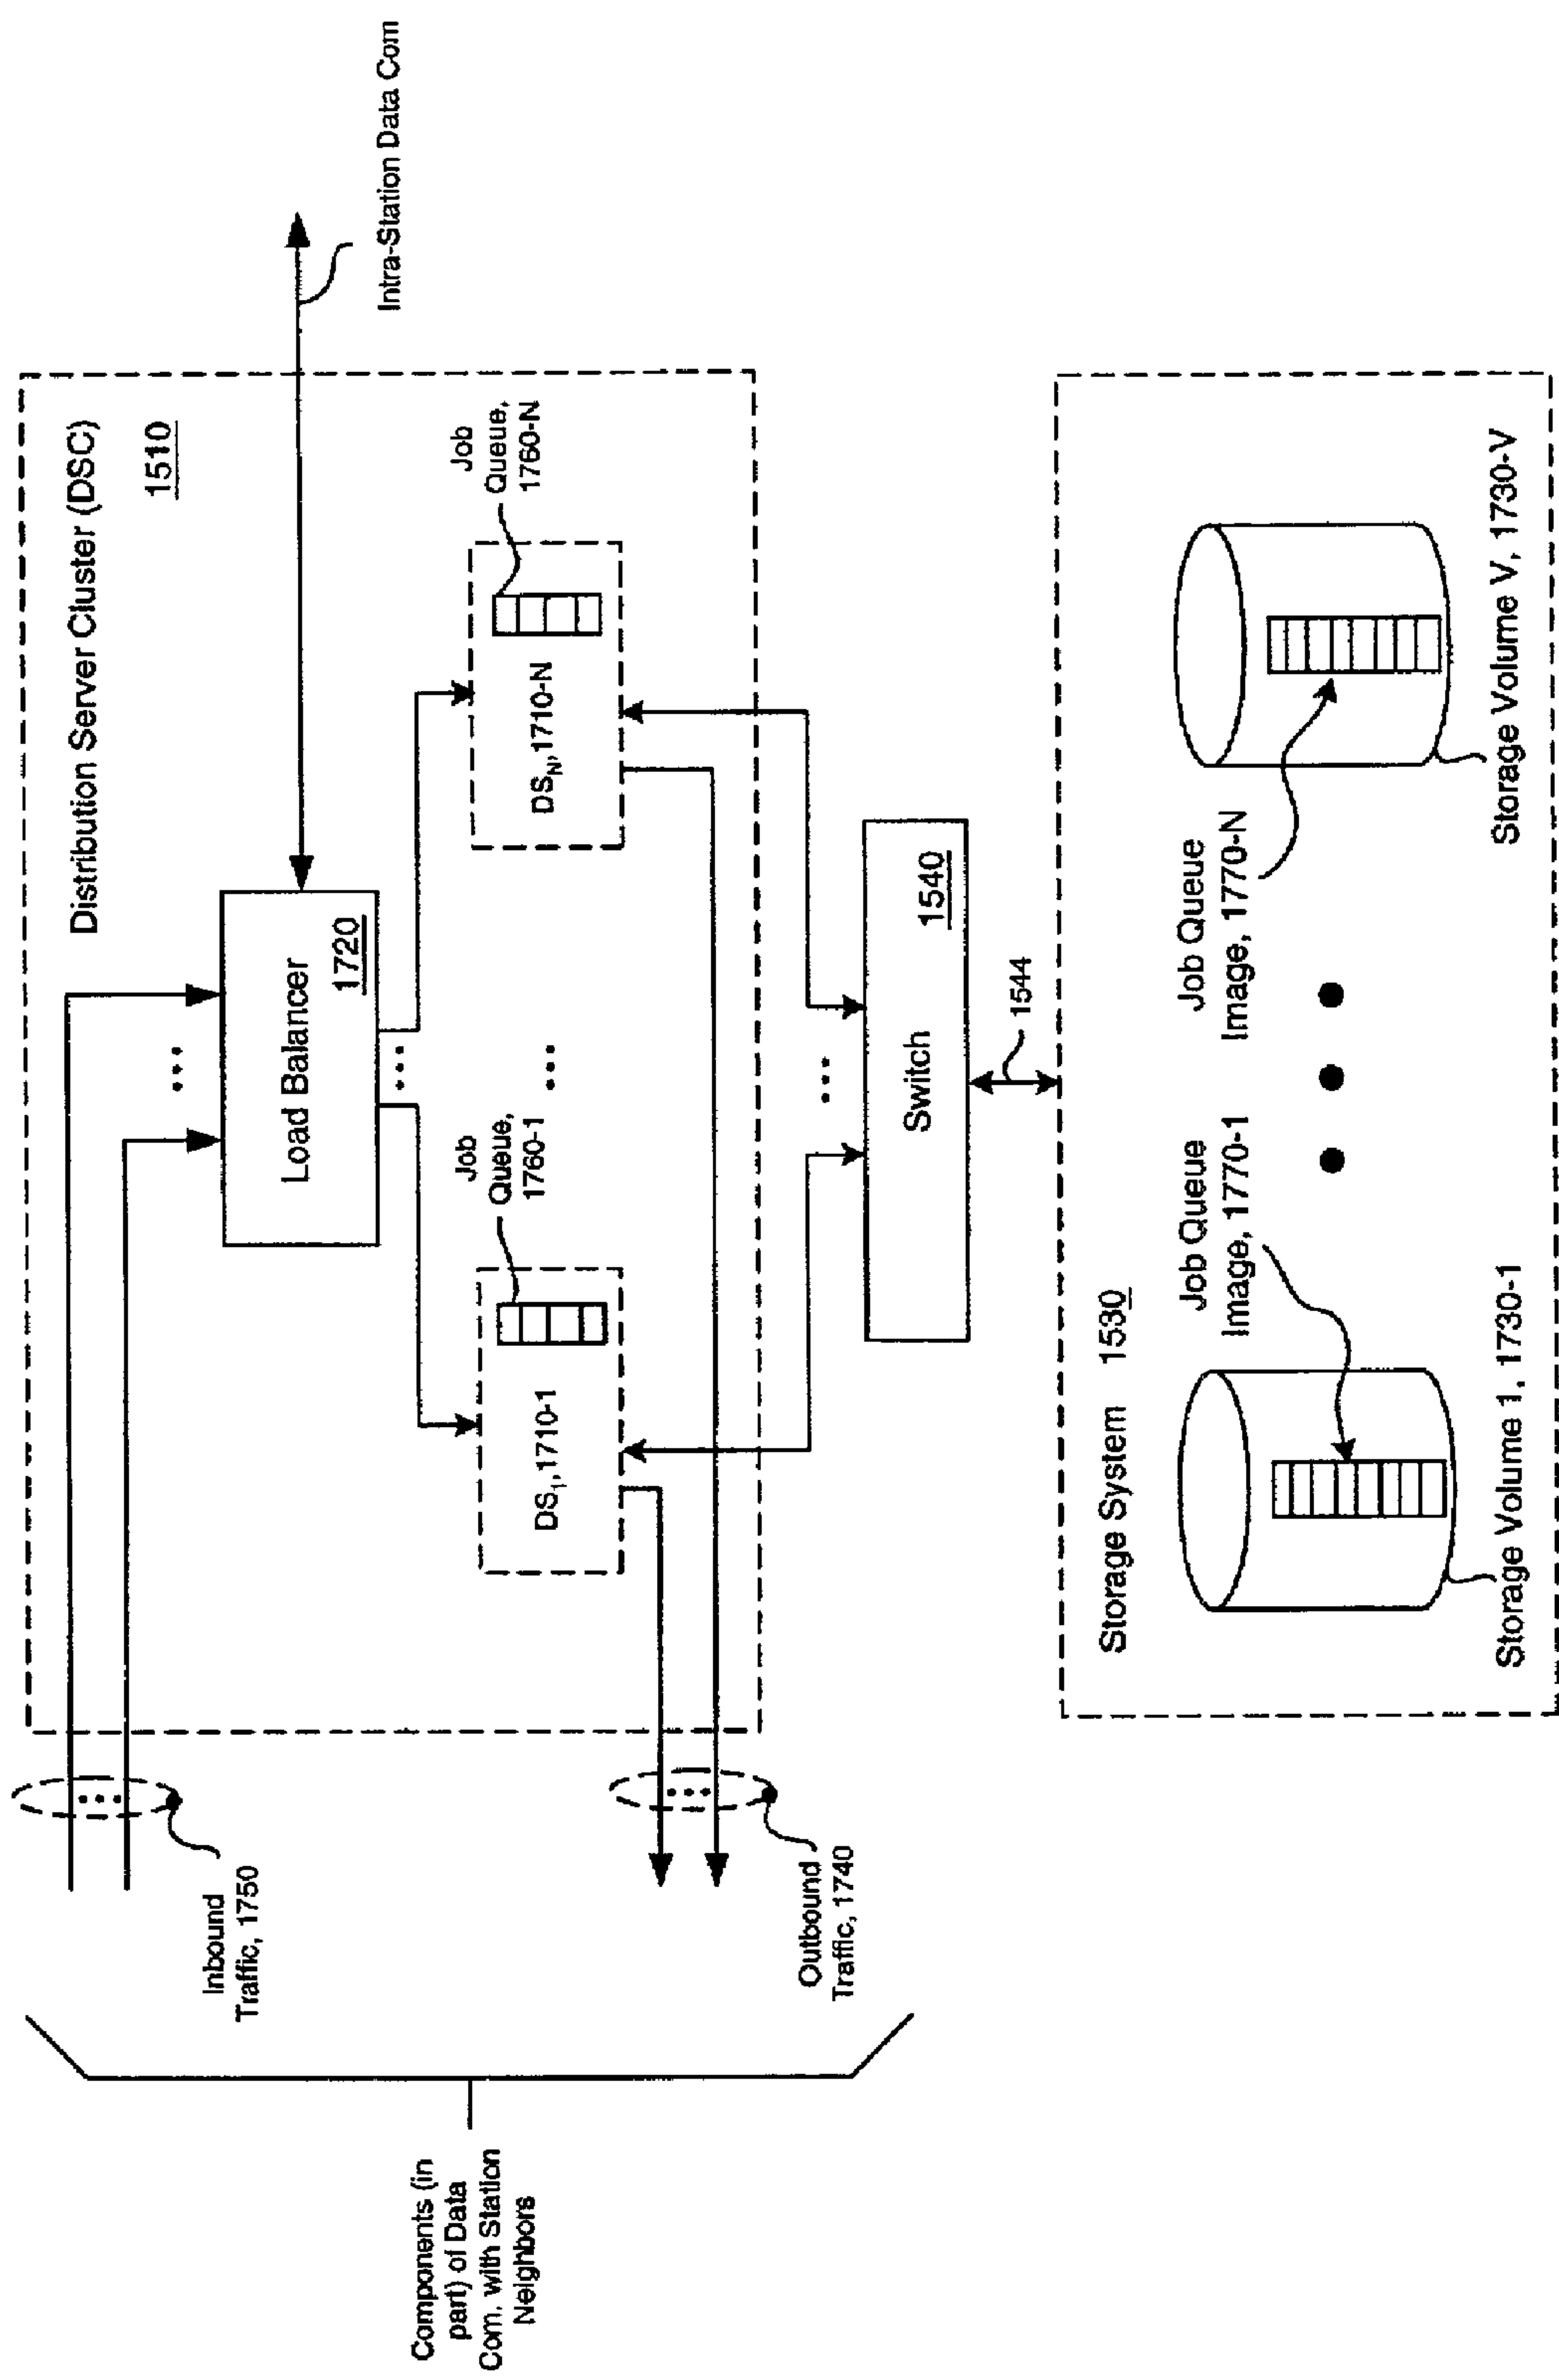 Distribution Server Cluster (DSC)
1510
Intra-Station Data Com
Load Balancer
1720
...
...
Inbound
Traffic, 1750
Job
Queue,
1760-1
...
Job
Queue,
1760-N
DS1,1710-1
DSN,1710-N
Outbound
Traffic, 1740
Components (in
part) of Data
Com. with Station
Neighbors
...
Switch
1540
1544
Storage System 1530
Job Queue
Image, 1770-1
Job Queue
Image, 1770-N
Storage Volume 1, 1730-1
Storage Volume V, 1730-V